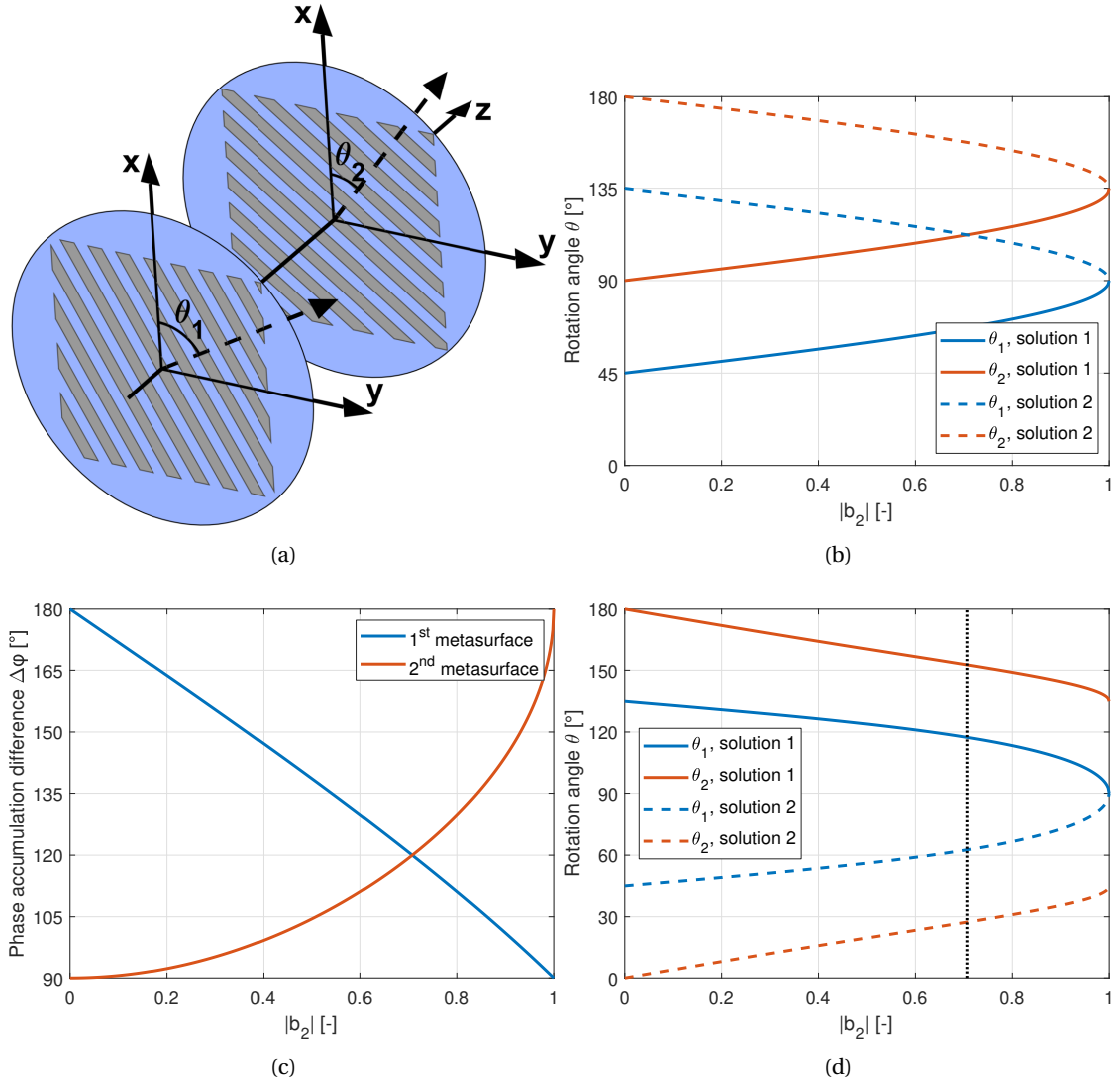 x
z
θ2
x
y
θ1
y
(a)
Rotation angle θ [°]
180
135
90
45
0
0 0.2 0.4 0.6 0.8 1
|b2| [-]
θ1, solution 1
θ2, solution 1
θ1, solution 2
θ2, solution 2
(b)
Phase accumulation difference Δφ [°]
180
165
150
135
120
105
90
0 0.2 0.4 0.6 0.8 1
|b2| [-]
1st metasurface
2nd metasurface
(c)
Rotation angle θ [°]
180
150
120
90
60
30
0
0 0.2 0.4 0.6 0.8 1
|b2| [-]
θ1, solution 1
θ2, solution 1
θ1, solution 2
θ2, solution 2
(d)